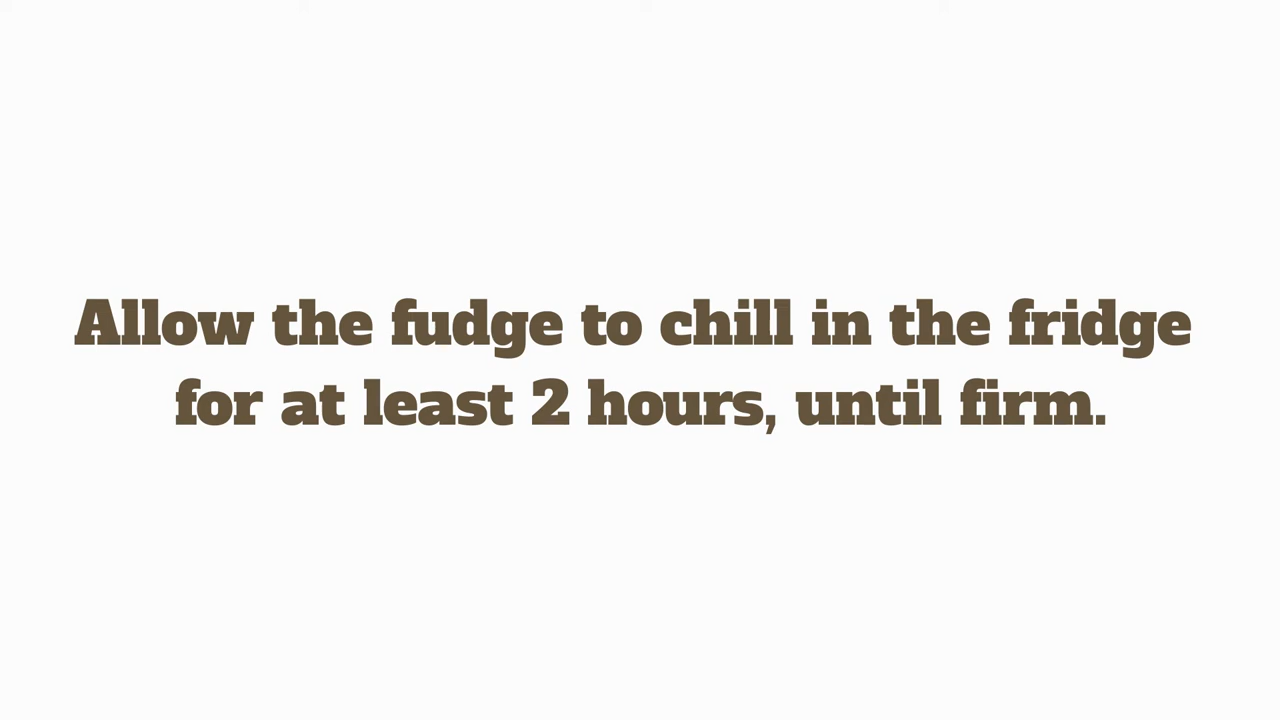 Allow the fudge to chill in the fridge
for at least 2 hours, until firm.